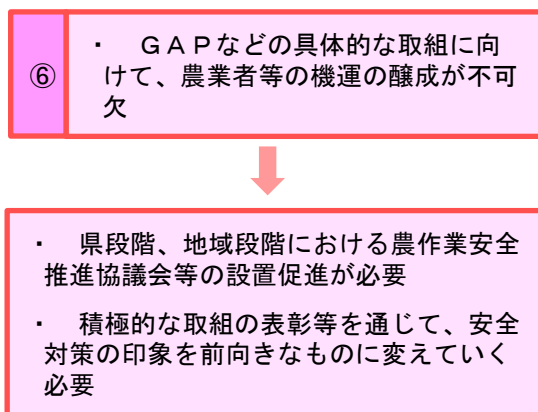 ⑥
・　ＧＡＰなどの具体的な取組に向
けて、農業者等の機運の醸成が不可
欠
・　県段階、地域段階における農作業安全
推進協議会等の設置促進が必要
・　積極的な取組の表彰等を通じて、安全
対策の印象を前向きなものに変えていく
必要